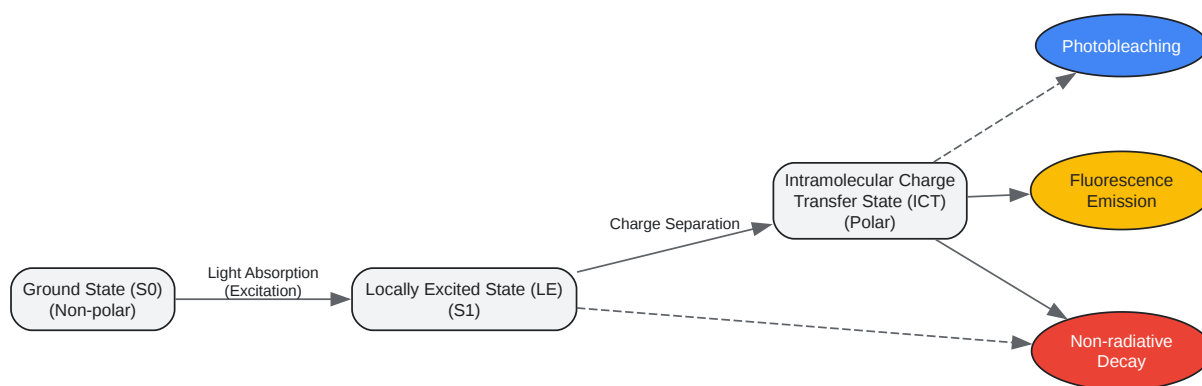 Ground State (S0)
(Non-polar)
Light Absorption
(Excitation)
Locally Excited State (LE)
(S1)
Charge Separation
Intramolecular Charge
Transfer State (ICT)
(Polar)
Photobleaching
Fluorescence
Emission
Non-radiative
Decay